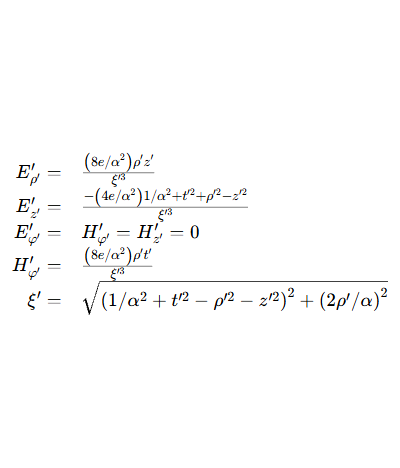 E′ρ′ = (8e/α²)ρ′z′ / ξ′³
E′z′ = −(4e/α²)1/α²+t′²+ρ′²−z′² / ξ′³
E′φ′ = H′φ′ = H′z′ = 0
H′φ′ = (8e/α²)ρ′t′ / ξ′³
ξ′ = √(1/α² + t′² − ρ′² − z′²)² + (2ρ′/α)²